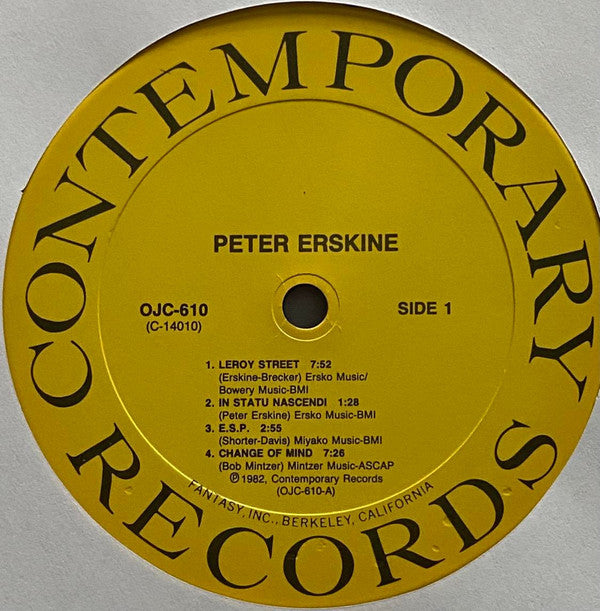 CONTEMPORARY
RECORDS
PETER ERSKINE
OJC-610
(C-14010)
SIDE 1
1. LEROY STREET 7:52
(Erskine-Brecker) Ersko Music/
Bowery Music-BMI
2. IN STATU NASCENDI 1:28
(Peter Erskine) Ersko Music-BMI
3. E.S.P. 2:55
(Shorter-Davis) Miyako Music-BMI
4. CHANGE OF MIND 7:26
(Bob Mintzer) Mintzer Music-ASCAP
℗ 1982, Contemporary Records
(OJC-610-A)
FANTASY, INC., BERKELEY, CALIFORNIA